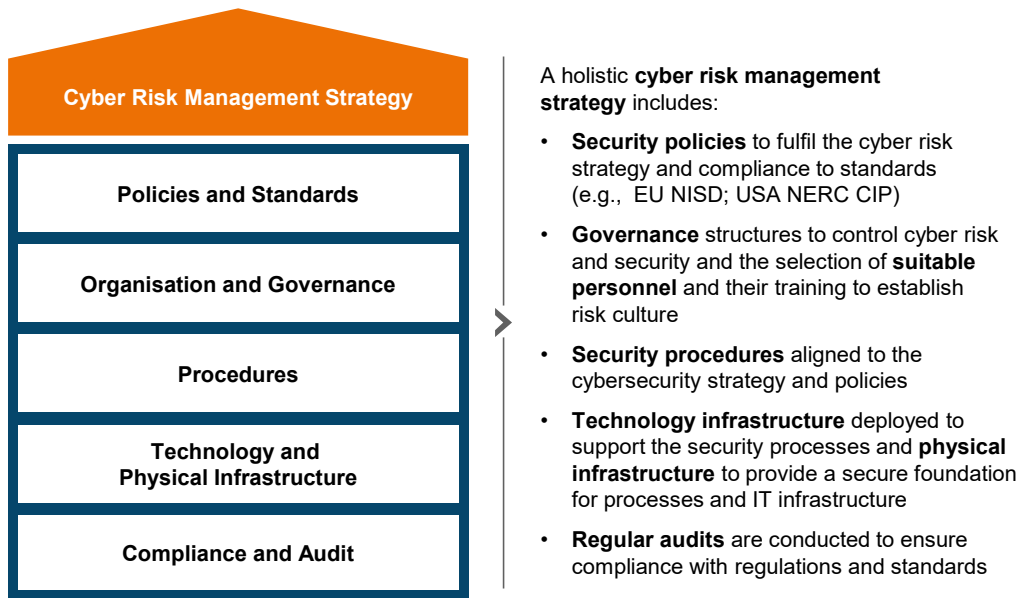 Cyber Risk Management Strategy
Policies and Standards
Organisation and Governance
Procedures
Technology and
Physical Infrastructure
Compliance and Audit
A holistic cyber risk management
strategy includes:
• Security policies to fulfil the cyber risk
strategy and compliance to standards
(e.g., EU NISD; USA NERC CIP)
• Governance structures to control cyber risk
and security and the selection of suitable
personnel and their training to establish
risk culture
• Security procedures aligned to the
cybersecurity strategy and policies
• Technology infrastructure deployed to
support the security processes and physical
infrastructure to provide a secure foundation
for processes and IT infrastructure
• Regular audits are conducted to ensure
compliance with regulations and standards